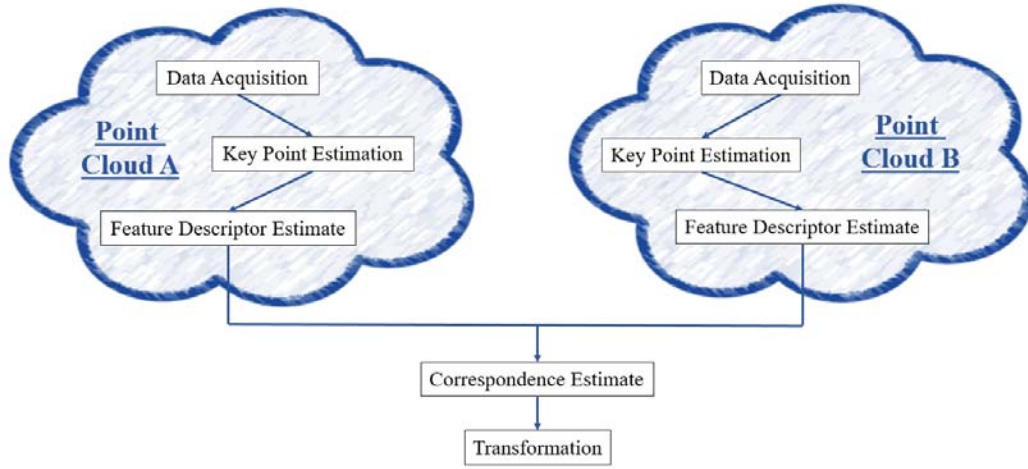 Data Acquisition
Point
Cloud A
Key Point Estimation
Feature Descriptor Estimate
Data Acquisition
Point
Cloud B
Key Point Estimation
Feature Descriptor Estimate
Correspondence Estimate
Transformation